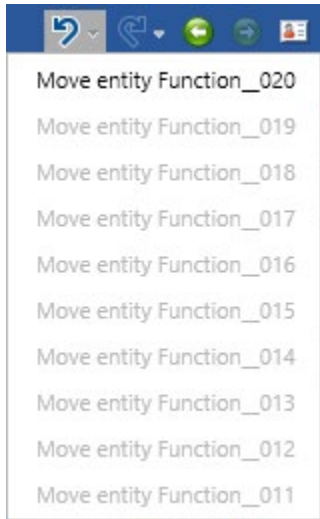 Move entity Function__020
Move entity Function__019
Move entity Function__018
Move entity Function__017
Move entity Function__016
Move entity Function__015
Move entity Function__014
Move entity Function__013
Move entity Function__012
Move entity Function__011